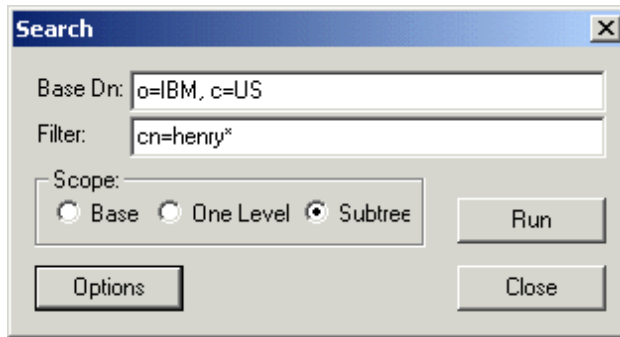 Search
Base Dn: o=IBM, c=US
Filter: cn=henry*
Scope:
Base One Level Subtree
Run
Options
Close